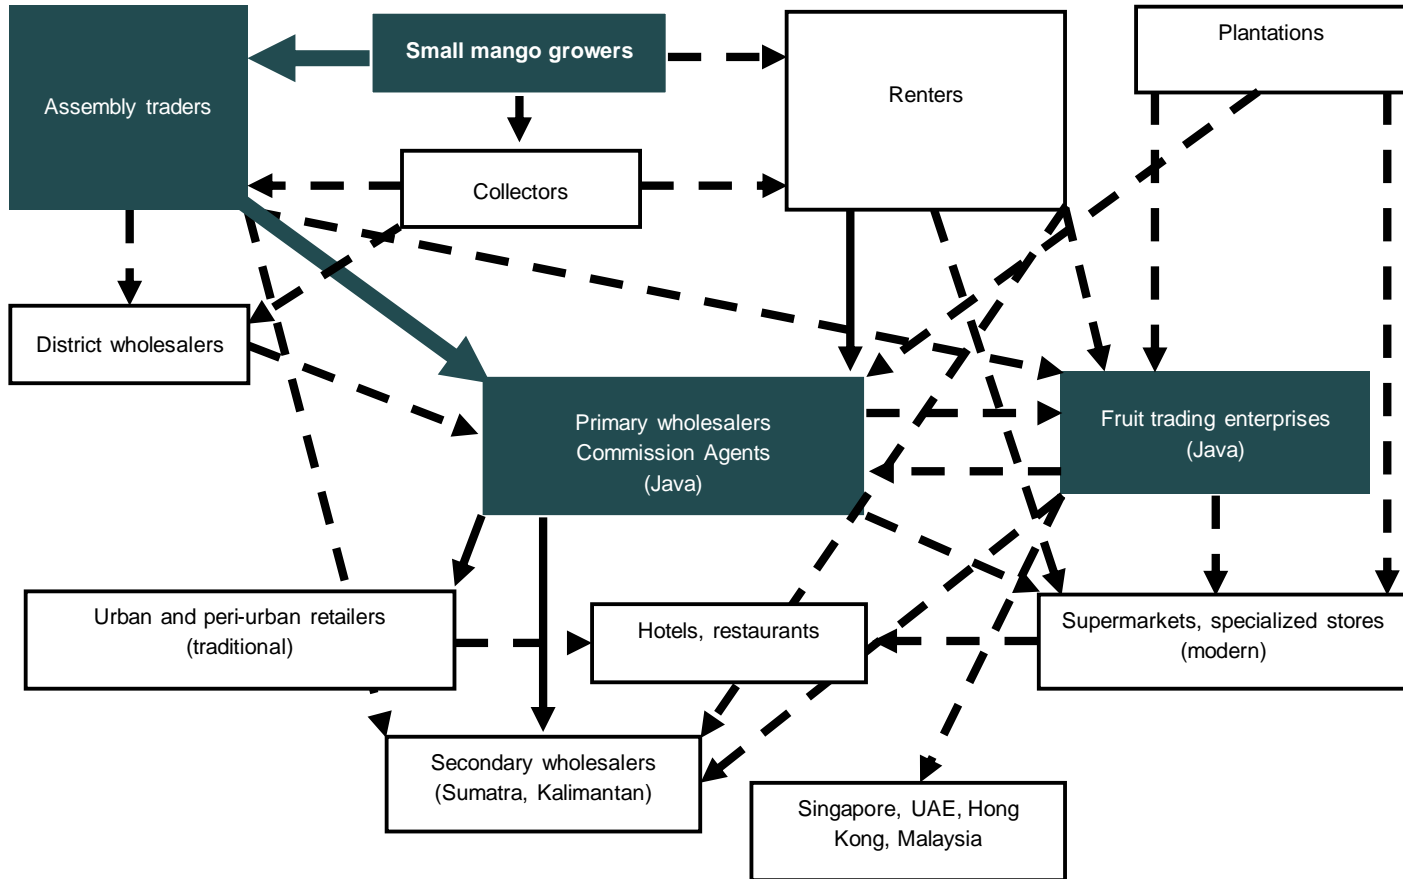 Small mango growers
Plantations
Assembly traders
Renters
Collectors
District wholesalers
Primary wholesalers
Commission Agents
(Java)
Fruit trading enterprises
(Java)
Urban and peri-urban retailers
(traditional)
Hotels, restaurants
Supermarkets, specialized stores
(modern)
Secondary wholesalers
(Sumatra, Kalimantan)
Singapore, UAE, Hong
Kong, Malaysia